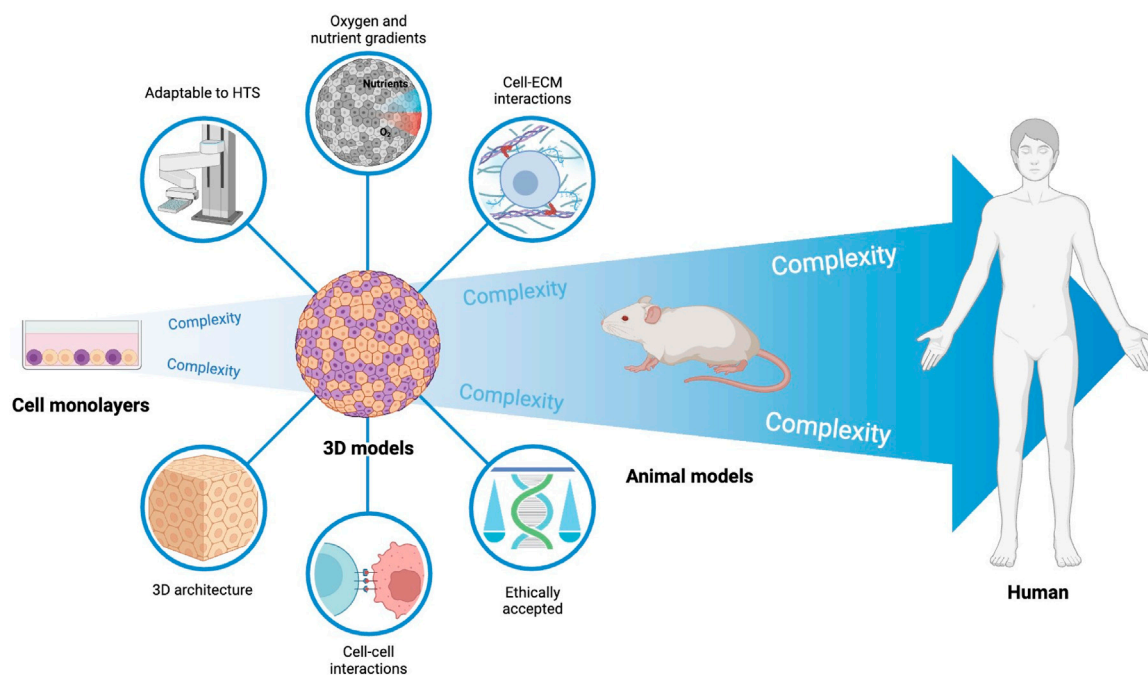 Oxygen and
nutrient gradients
Adaptable to HTS
Nutrients
O₂
Cell-ECM
interactions
Complexity
Complexity
Complexity
Complexity
Complexity
Complexity
Cell monolayers
3D models
Animal models
Human
3D architecture
Cell-cell
interactions
Ethically
accepted